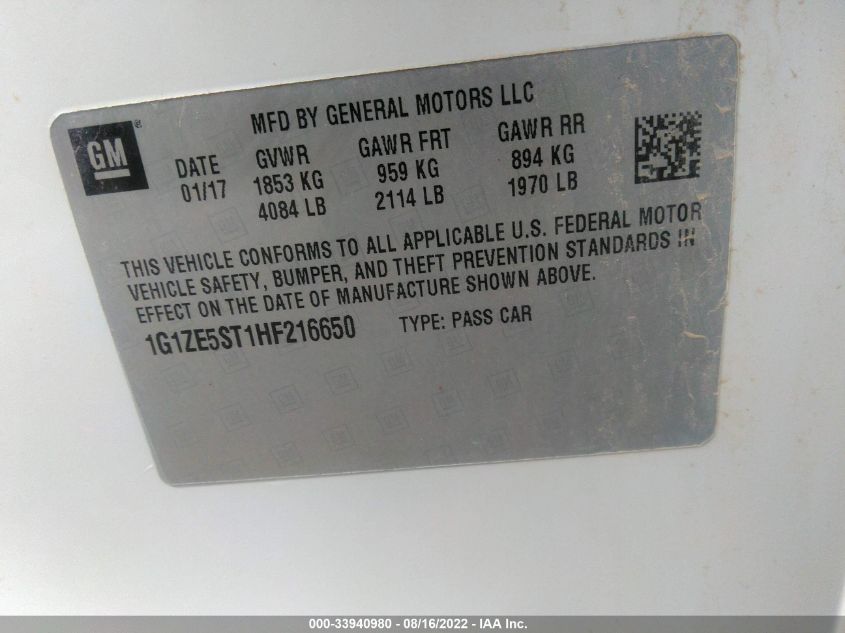 MFD BY GENERAL MOTORS LLC
GM®
DATE GVWR GAWR FRT GAWR RR
01/17 1853 KG 959 KG 894 KG
4084 LB 2114 LB 1970 LB
THIS VEHICLE CONFORMS TO ALL APPLICABLE U.S. FEDERAL MOTOR
VEHICLE SAFETY, BUMPER, AND THEFT PREVENTION STANDARDS IN
EFFECT ON THE DATE OF MANUFACTURE SHOWN ABOVE.
1G1ZE5ST1HF216650 TYPE: PASS CAR
000-33940980 - 08/16/2022 - IAA Inc.